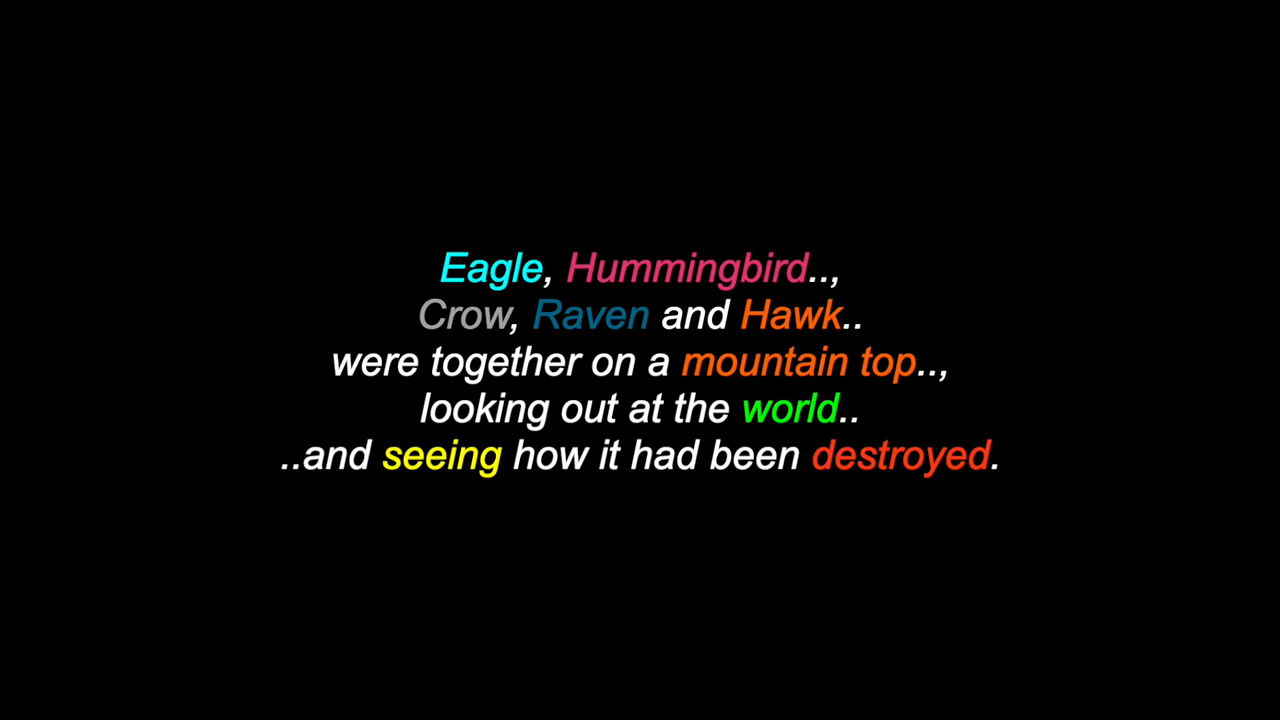 Eagle, Hummingbird..,
Crow, Raven and Hawk..
were together on a mountain top..,
looking out at the world..
..and seeing how it had been destroyed.